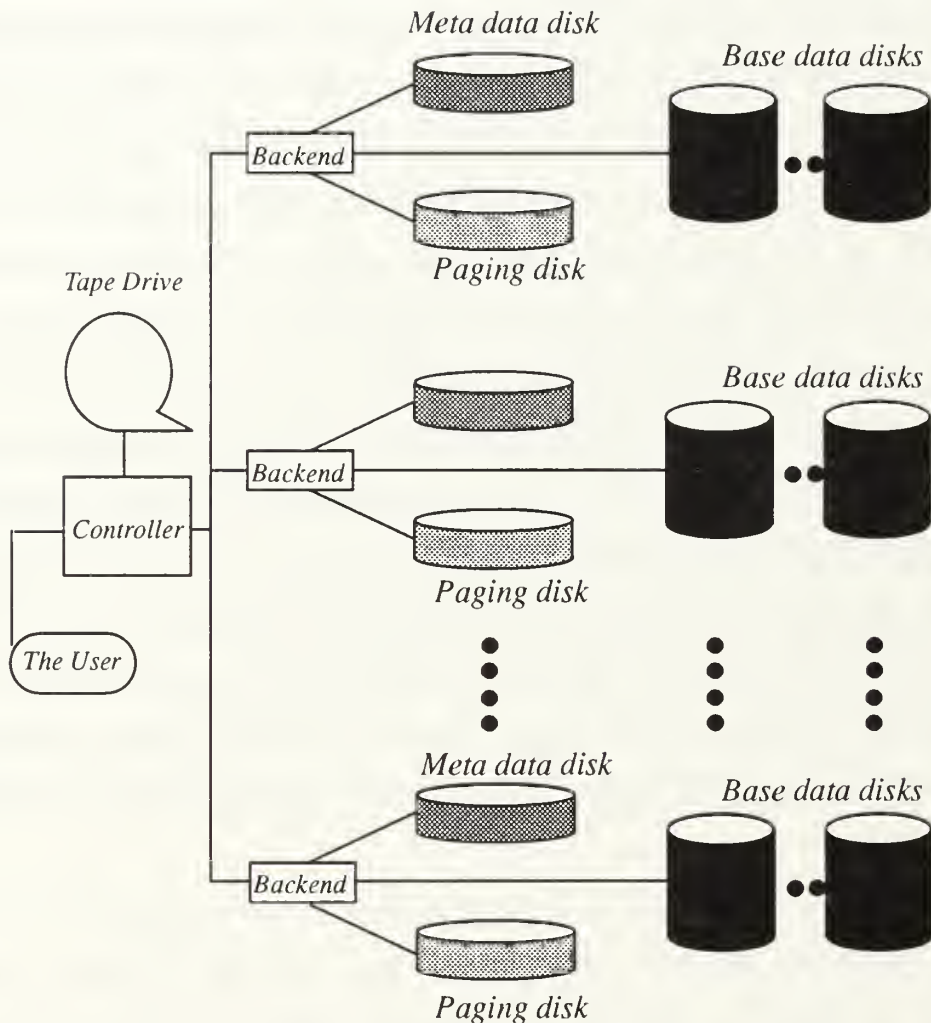 Meta data disk
Base data disks
Backend
Paging disk
Tape Drive
Base data disks
Backend
Controller
Paging disk
The User
Meta data disk
Base data disks
Backend
Paging disk